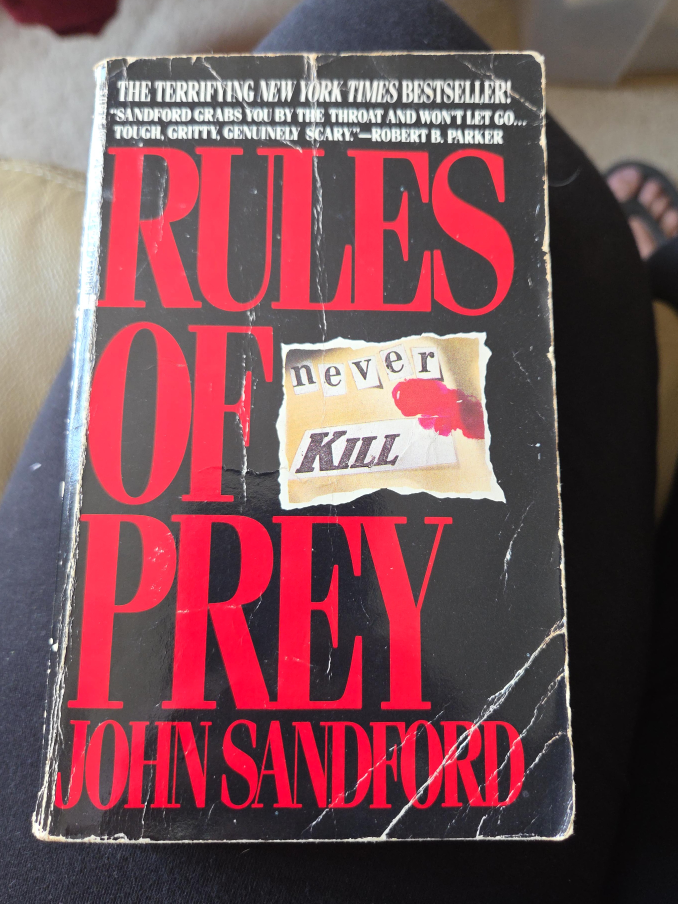 THE TERRIFYING NEW YORK TIMES BESTSELLER!
"SANDFORD GRABS YOU BY THE THROAT AND WON'T LET GO...
TOUGH, GRITTY, GENUINELY SCARY."—ROBERT B. PARKER
RULES
OF
never
KILL
PREY
JOHN SANDFORD